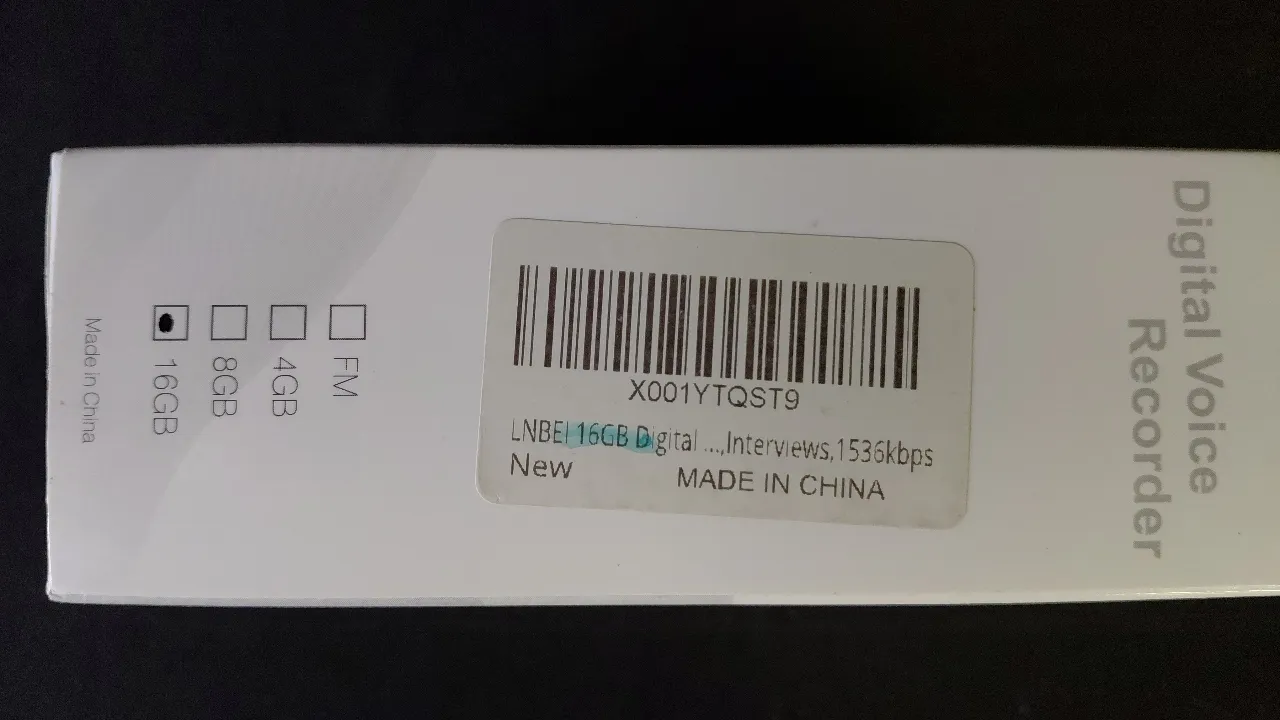 Digital Voice
Recorder
X001YTQST9
LNBEI 16GB Digital ...,Interviews,1536kbps
New
MADE IN CHINA
FM
4GB
8GB
16GB
Made in China